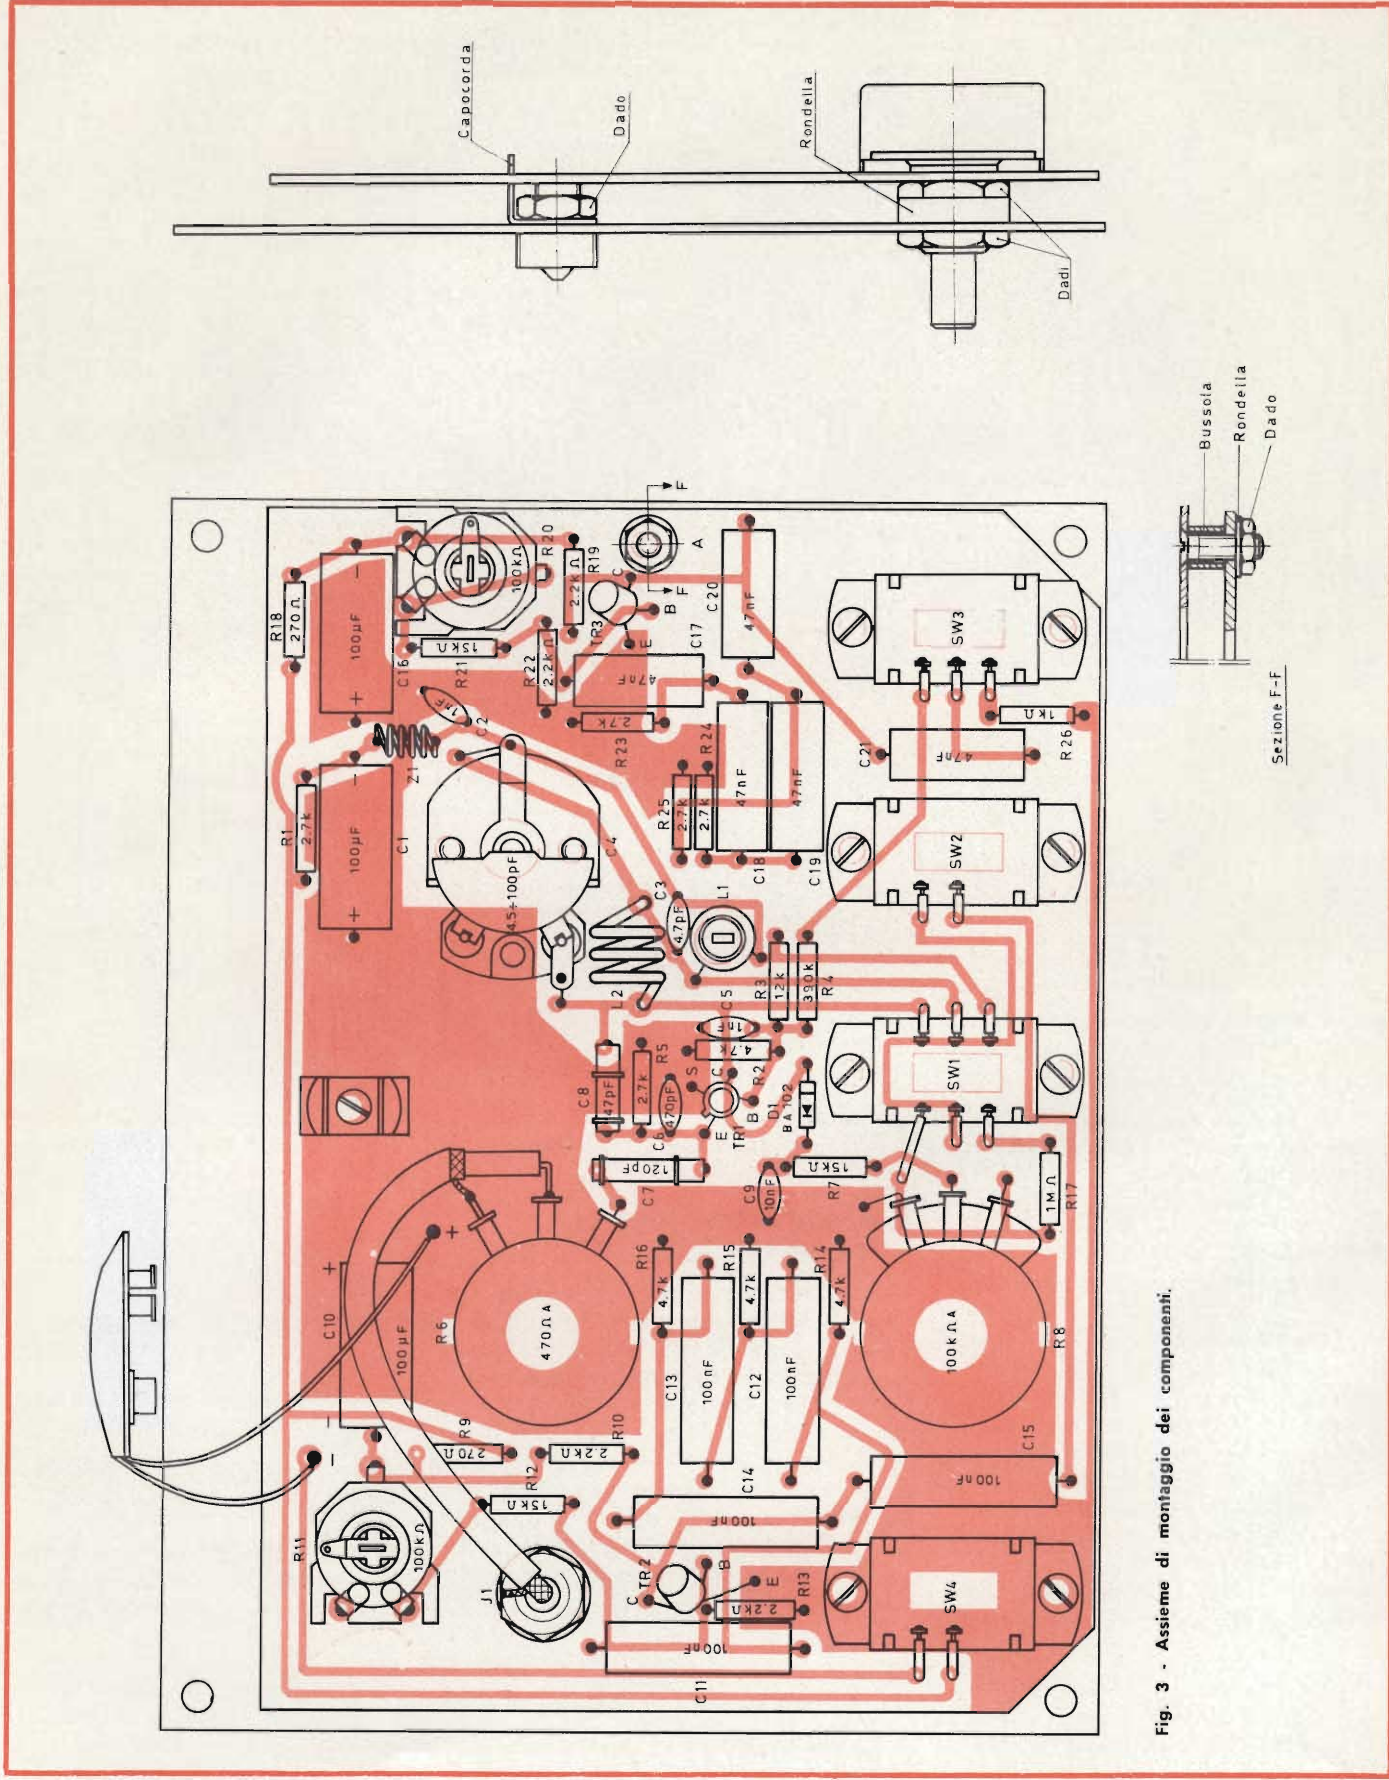 Capocorda
Dado
Rondella
Dadi
Bussola
Rondella
Dado
Sezione F-F
R18
270Ω
100µF
+
−
C16
R21
15kΩ
R20
100kΩ
R19
2.2kΩ
R22
2.2kΩ
TR3
C
B
E
F
F
A
C17
47nF
C20
47nF
R23
2.7k
R24
2.7k
R25
2.7k
47nF
C18
47nF
C19
C2
1nF
Z1
R1
2.7k
100µF
+
−
C1
C4
4.5÷100pF
C3
4.7pF
L1
L2
C5
1nF
R3
12k
R4
390k
R2
4.7k
R5
2.7k
C8
47pF
C6
470pF
C7
120pF
TR1
S
C
B
E
D1
BA102
C9
10nF
R7
15kΩ
C21
47nF
R26
1kΩ
SW3
SW2
SW1
R17
1MΩ
R8
100kΩA
R6
470ΩA
C10
100µF
+
−
+
−
R16
4.7k
R15
4.7k
R14
4.7k
C13
100nF
C12
100nF
C14
100nF
C15
100nF
R9
270Ω
R10
2.2kΩ
R12
15kΩ
R11
100kΩ
J1
TR2
C
B
E
R13
2.2kΩ
C11
100nF
SW4
Fig. 3 - Assieme di montaggio dei componenti.